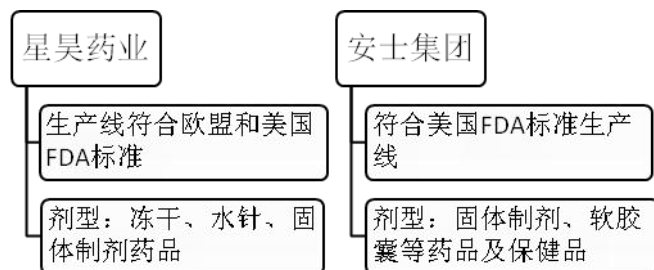 星昊药业
生产线符合欧盟和美国
FDA标准
剂型：冻干、水针、固
体制剂药品
安士集团
符合美国FDA标准生产
线
剂型：固体制剂、软胶
囊等药品及保健品